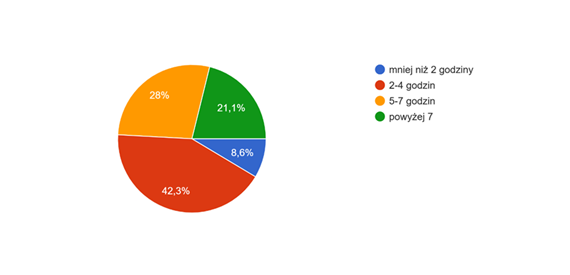 28%
21,1%
8,6%
42,3%
mniej niż 2 godziny
2-4 godzin
5-7 godzin
powyżej 7